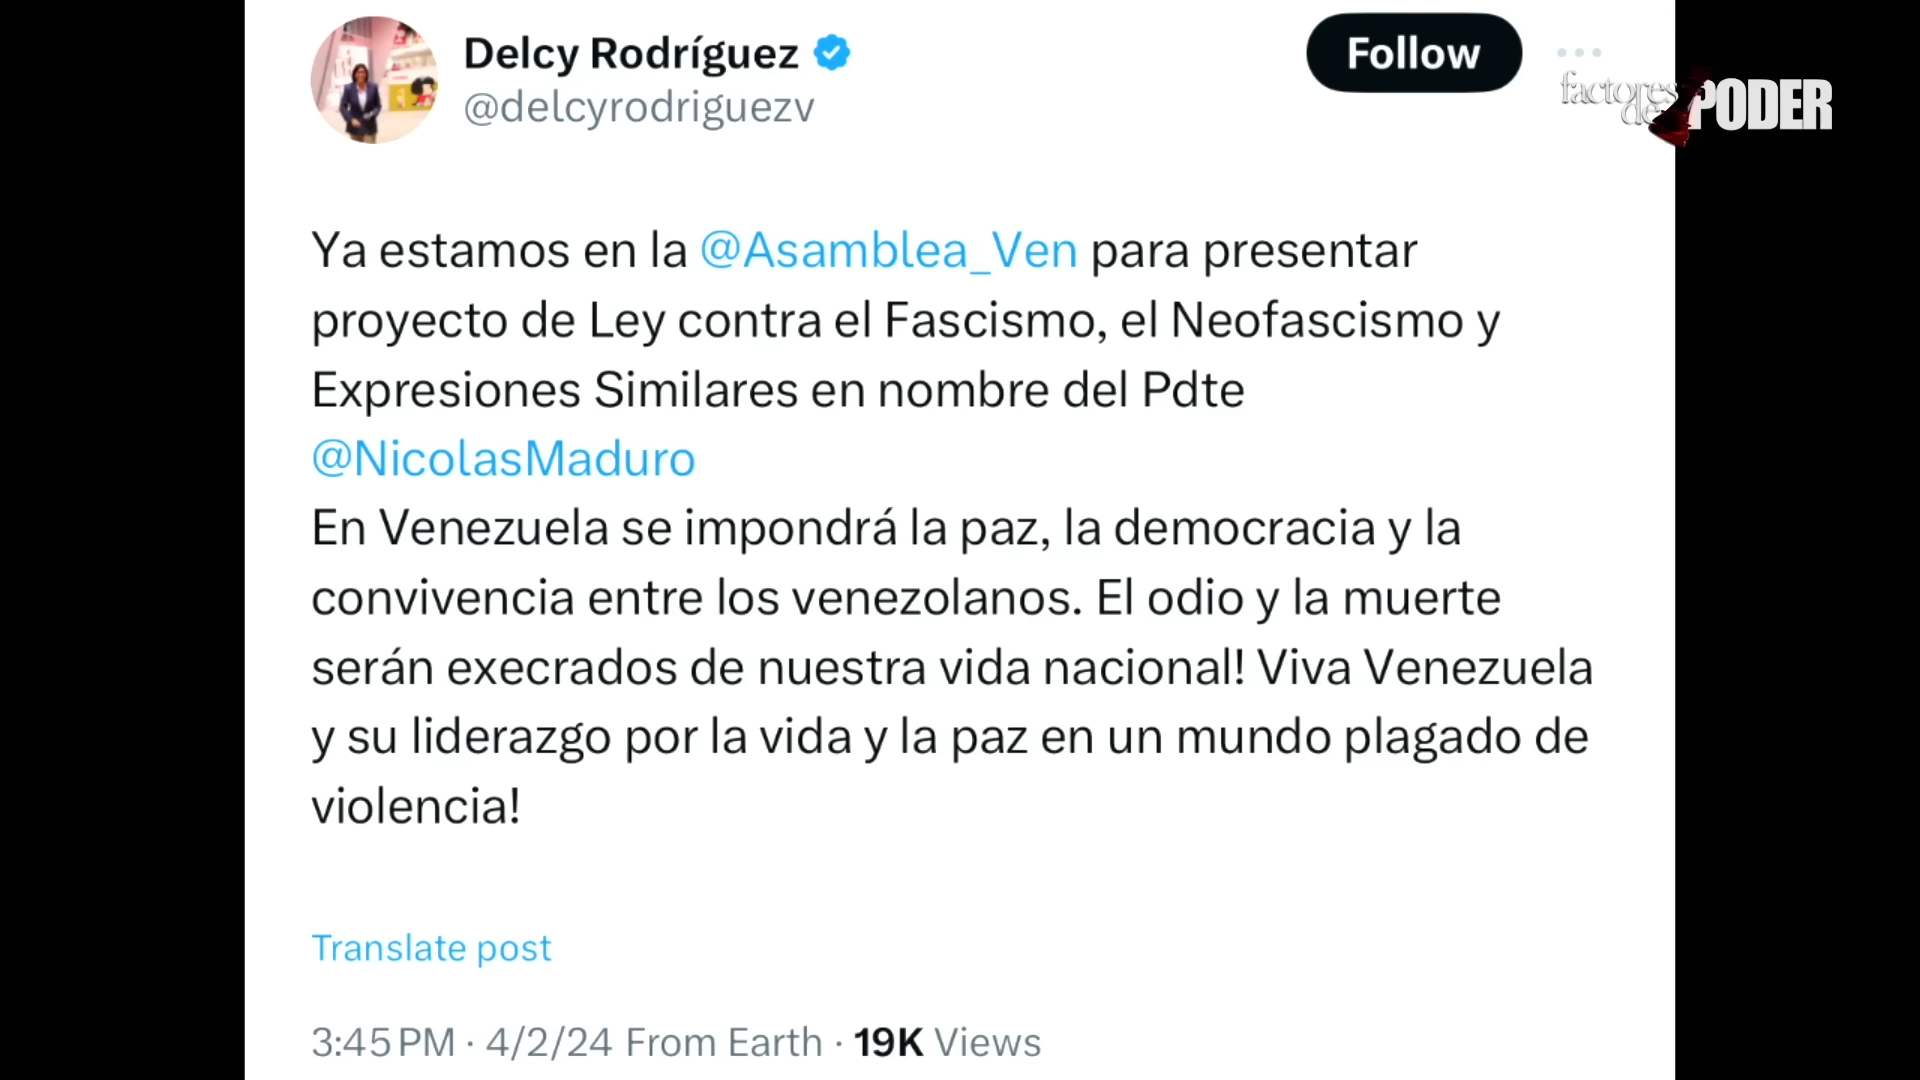 Delcy Rodríguez
@delcyrodriguezv
Follow
factores de PODER
Ya estamos en la @Asamblea_Ven para presentar
proyecto de Ley contra el Fascismo, el Neofascismo y
Expresiones Similares en nombre del Pdte
@NicolasMaduro
En Venezuela se impondrá la paz, la democracia y la
convivencia entre los venezolanos. El odio y la muerte
serán execrados de nuestra vida nacional! Viva Venezuela
y su liderazgo por la vida y la paz en un mundo plagado de
violencia!
Translate post
3:45 PM · 4/2/24 From Earth · 19K Views